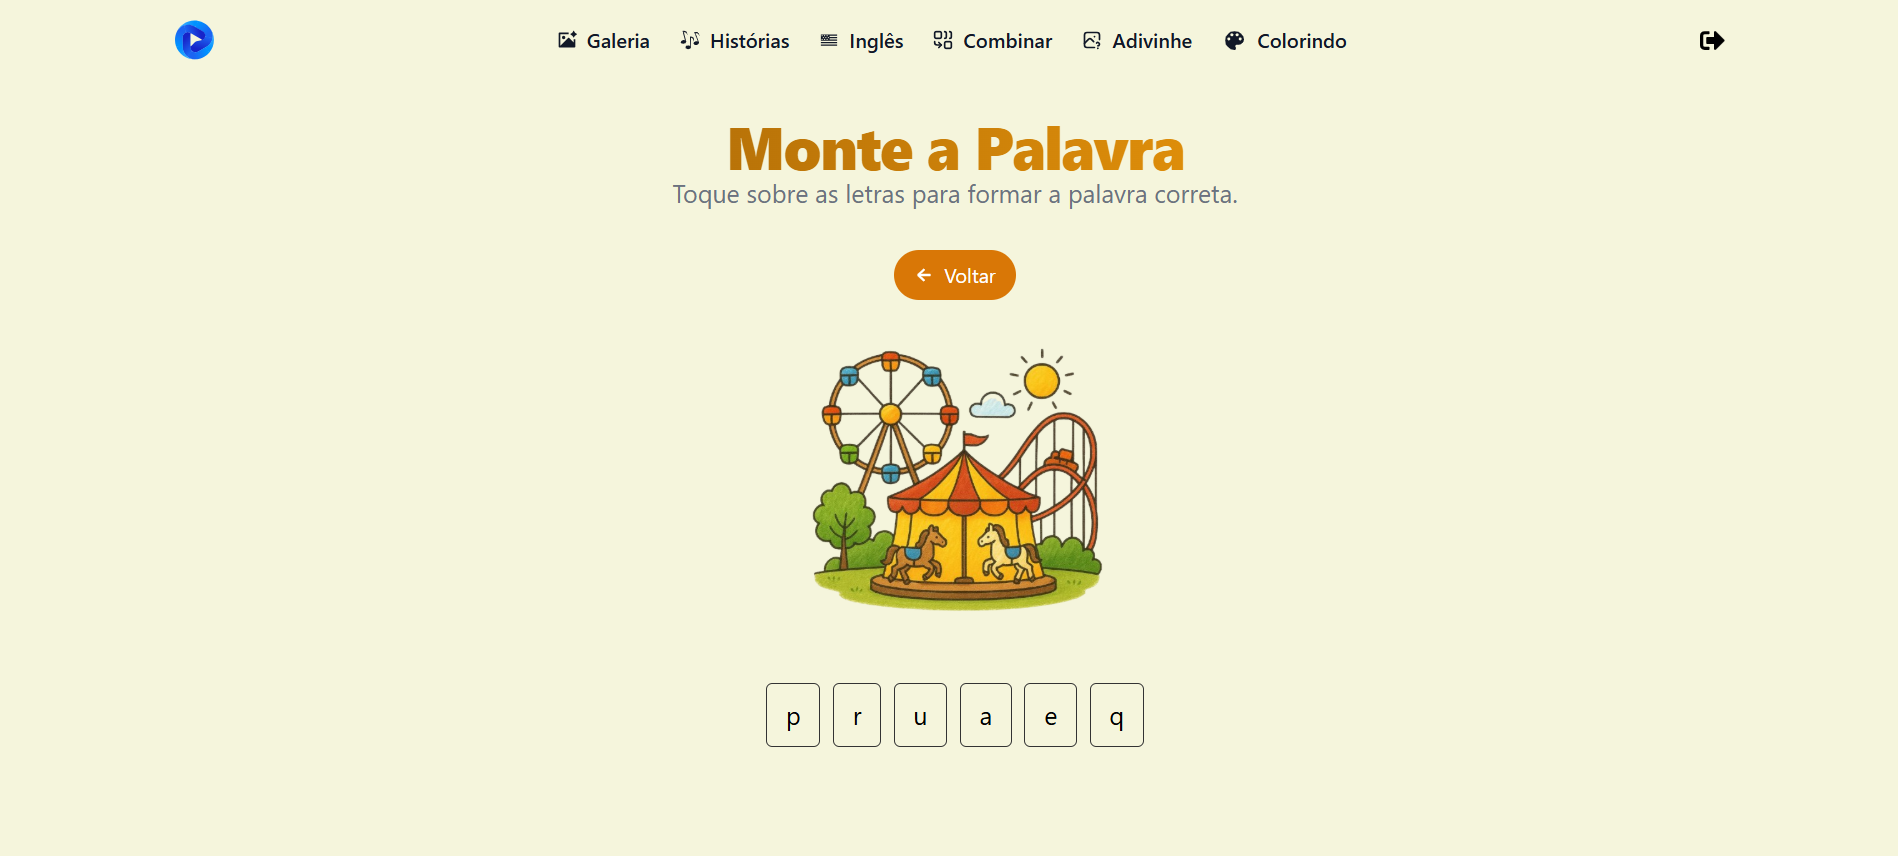 Galeria Histórias Inglês Combinar Adivinhe Colorindo
Monte a Palavra
Toque sobre as letras para formar a palavra correta.
Voltar
p r u a e q